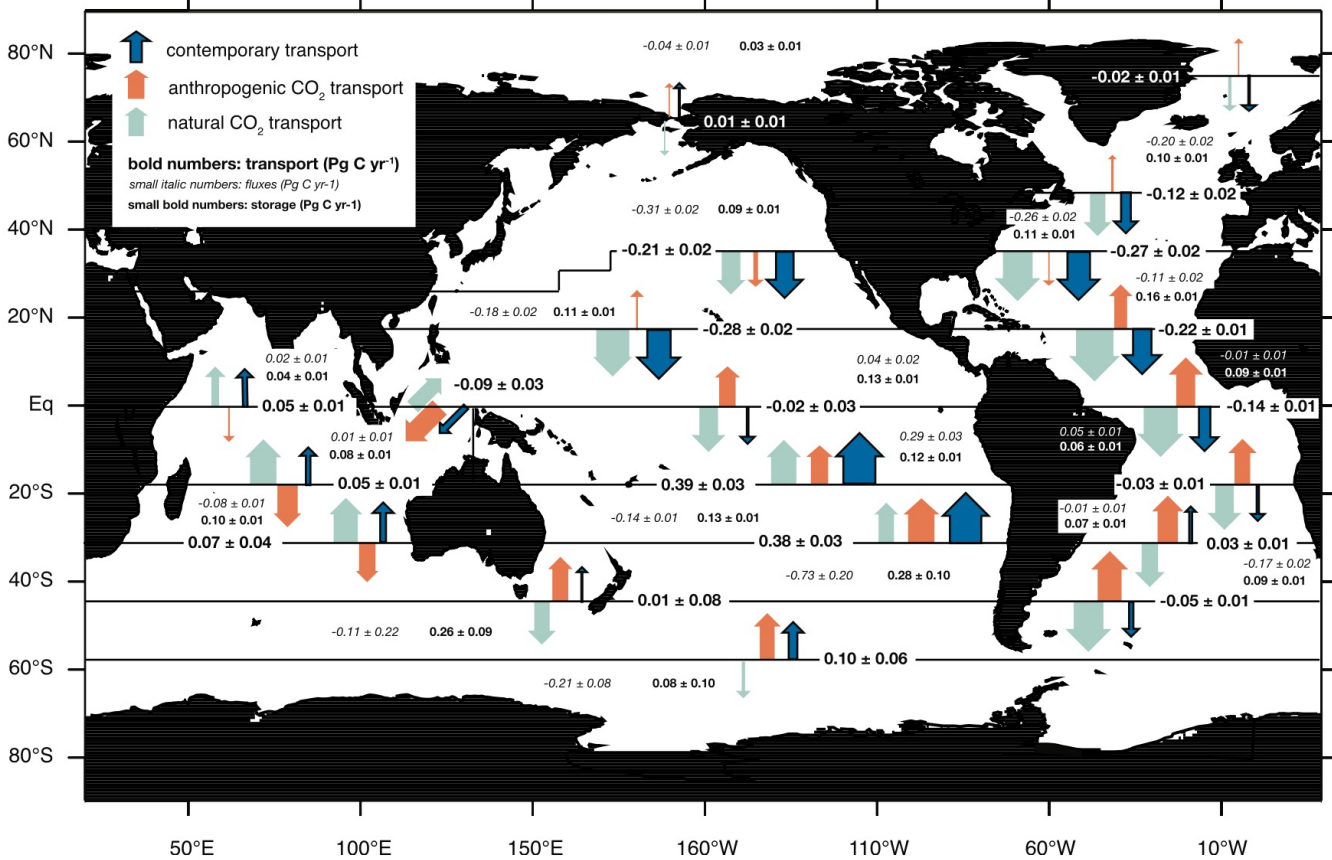 80°N
60°N
40°N
20°N
Eq
20°S
40°S
60°S
80°S
contemporary transport
anthropogenic CO₂ transport
natural CO₂ transport
bold numbers: transport (Pg C yr⁻¹)
small italic numbers: fluxes (Pg C yr-1)
small bold numbers: storage (Pg C yr-1)
-0.04 ± 0.01 0.03 ± 0.01
-0.02 ± 0.01
0.01 ± 0.01
-0.20 ± 0.02
0.10 ± 0.01
-0.12 ± 0.02
-0.31 ± 0.02 0.09 ± 0.01
-0.26 ± 0.02
0.11 ± 0.01
-0.21 ± 0.02
-0.27 ± 0.02
-0.11 ± 0.02
0.16 ± 0.01
-0.18 ± 0.02 0.11 ± 0.01
-0.28 ± 0.02
-0.22 ± 0.01
0.02 ± 0.01
0.04 ± 0.01
0.04 ± 0.02
0.13 ± 0.01
-0.01 ± 0.01
0.09 ± 0.01
-0.09 ± 0.03
0.05 ± 0.01
-0.02 ± 0.03
-0.14 ± 0.01
0.01 ± 0.01
0.08 ± 0.01
0.29 ± 0.03
0.12 ± 0.01
0.05 ± 0.01
0.06 ± 0.01
0.05 ± 0.01
0.39 ± 0.03
-0.03 ± 0.01
-0.08 ± 0.01
0.10 ± 0.01
-0.14 ± 0.01 0.13 ± 0.01
-0.01 ± 0.01
0.07 ± 0.01
0.07 ± 0.04
0.38 ± 0.03
0.03 ± 0.01
-0.73 ± 0.20 0.28 ± 0.10
-0.17 ± 0.02
0.09 ± 0.01
0.01 ± 0.08
-0.05 ± 0.01
-0.11 ± 0.22 0.26 ± 0.09
0.10 ± 0.06
-0.21 ± 0.08 0.08 ± 0.10
50°E 100°E 150°E 160°W 110°W 60°W 10°W